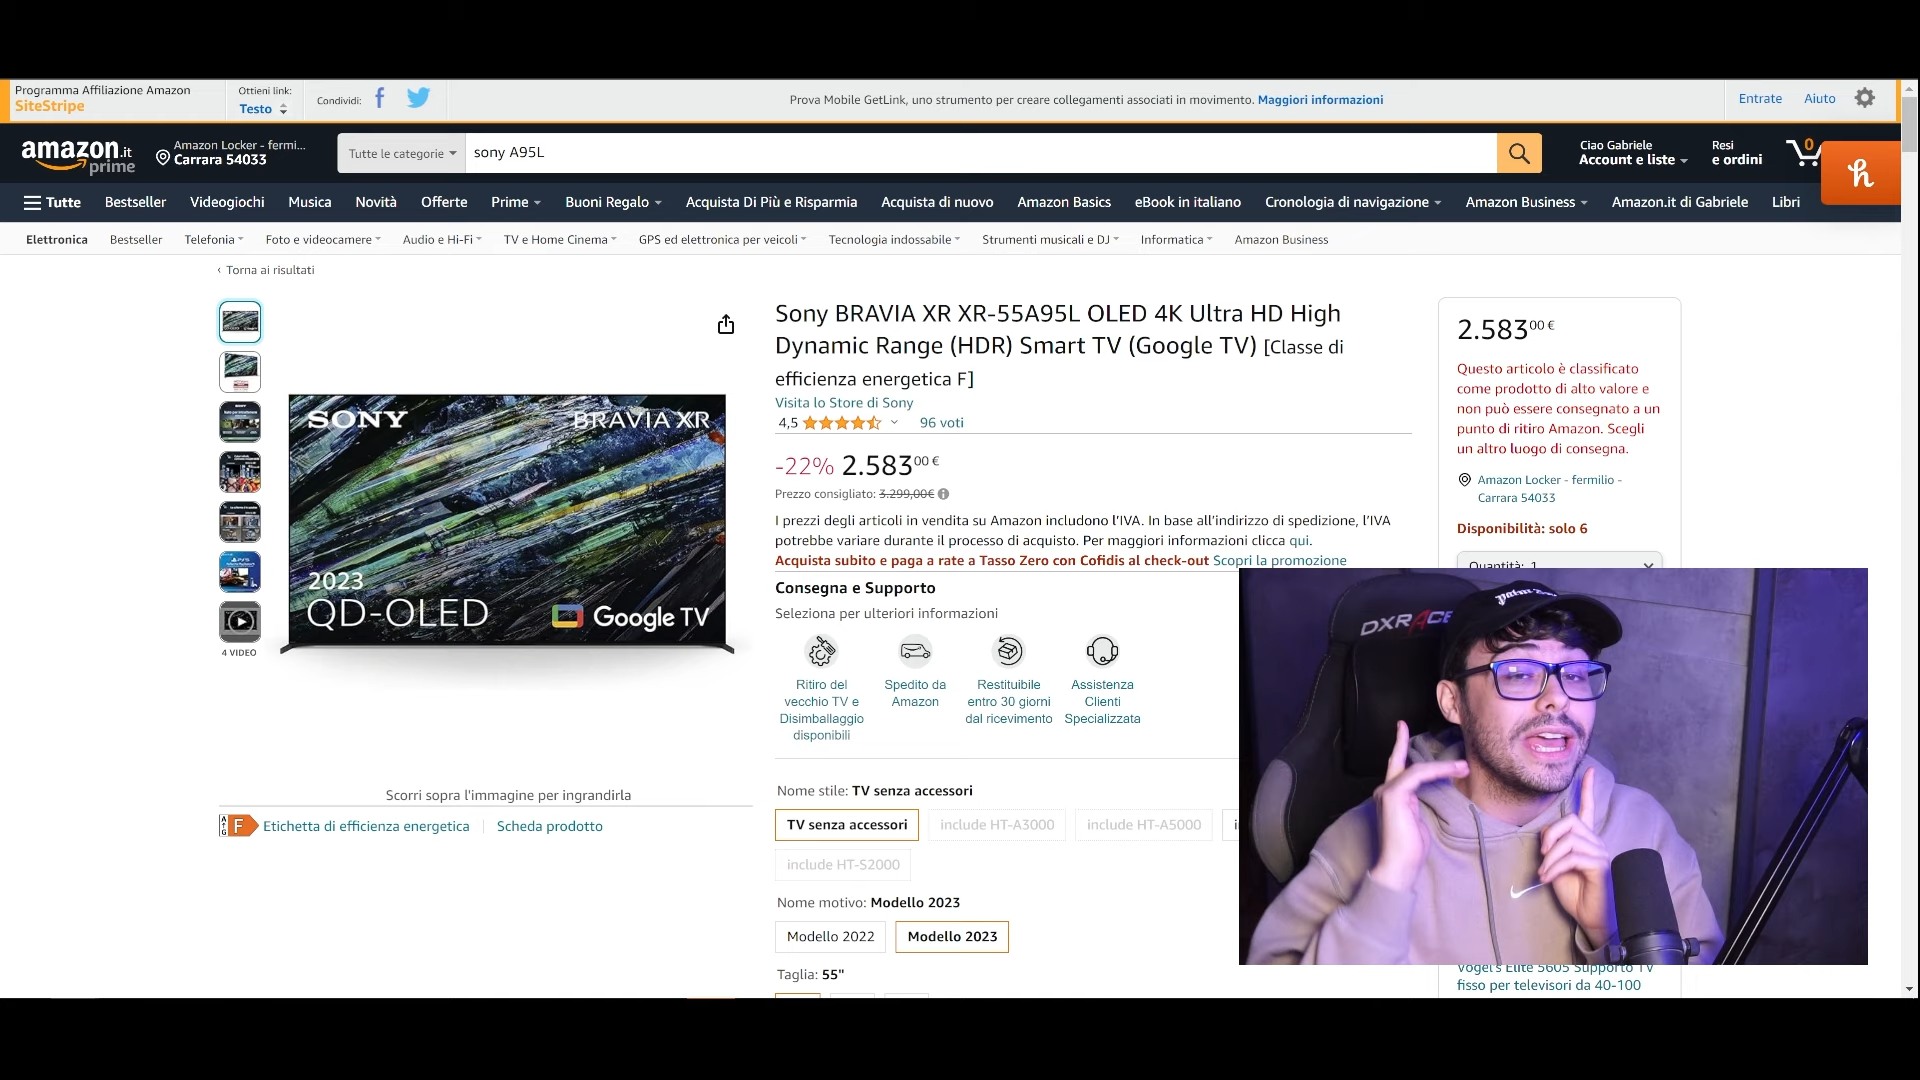 Programma Affiliazione Amazon
SiteStripe
Ottieni link:
Testo
Condividi:
Prova Mobile GetLink, uno strumento per creare collegamenti associati in movimento. Maggiori informazioni
Entrate
Aiuto
amazon.it
prime
Amazon Locker - fermi...
Carrara 54033
Tutte le categorie
sony A95L
Ciao Gabriele
Account e liste
Resi
e ordini
0
Tutte
Bestseller
Videogiochi
Musica
Novità
Offerte
Prime
Buoni Regalo
Acquista Di Più e Risparmia
Acquista di nuovo
Amazon Basics
eBook in italiano
Cronologia di navigazione
Amazon Business
Amazon.it di Gabriele
Libri
Elettronica
Bestseller
Telefonia
Foto e videocamere
Audio e Hi-Fi
TV e Home Cinema
GPS ed elettronica per veicoli
Tecnologia indossabile
Strumenti musicali e DJ
Informatica
Amazon Business
‹ Torna ai risultati
4 VIDEO
SONY
BRAVIA XR
2023
QD-OLED
Google TV
Scorri sopra l'immagine per ingrandirla
F
Etichetta di efficienza energetica
Scheda prodotto
Sony BRAVIA XR XR-55A95L OLED 4K Ultra HD High
Dynamic Range (HDR) Smart TV (Google TV) [Classe di
efficienza energetica F]
Visita lo Store di Sony
4,5
96 voti
-22% 2.58300 €
Prezzo consigliato: 3.299,00€
I prezzi degli articoli in vendita su Amazon includono l'IVA. In base all'indirizzo di spedizione, l'IVA
potrebbe variare durante il processo di acquisto. Per maggiori informazioni clicca qui.
Acquista subito e paga a rate a Tasso Zero con Cofidis al check-out Scopri la promozione
Consegna e Supporto
Seleziona per ulteriori informazioni
Ritiro del
vecchio TV e
Disimballaggio
disponibili
Spedito da
Amazon
Restituibile
entro 30 giorni
dal ricevimento
Assistenza
Clienti
Specializzata
Nome stile: TV senza accessori
TV senza accessori
include HT-A3000
include HT-A5000
include HT-S2000
Nome motivo: Modello 2023
Modello 2022
Modello 2023
Taglia: 55"
2.58300 €
Questo articolo è classificato
come prodotto di alto valore e
non può essere consegnato a un
punto di ritiro Amazon. Scegli
un altro luogo di consegna.
Amazon Locker - fermilio -
Carrara 54033
Disponibilità: solo 6
Quantità: 1
DXRACE
Vogel's Elite 5605 Supporto TV
fisso per televisori da 40-100